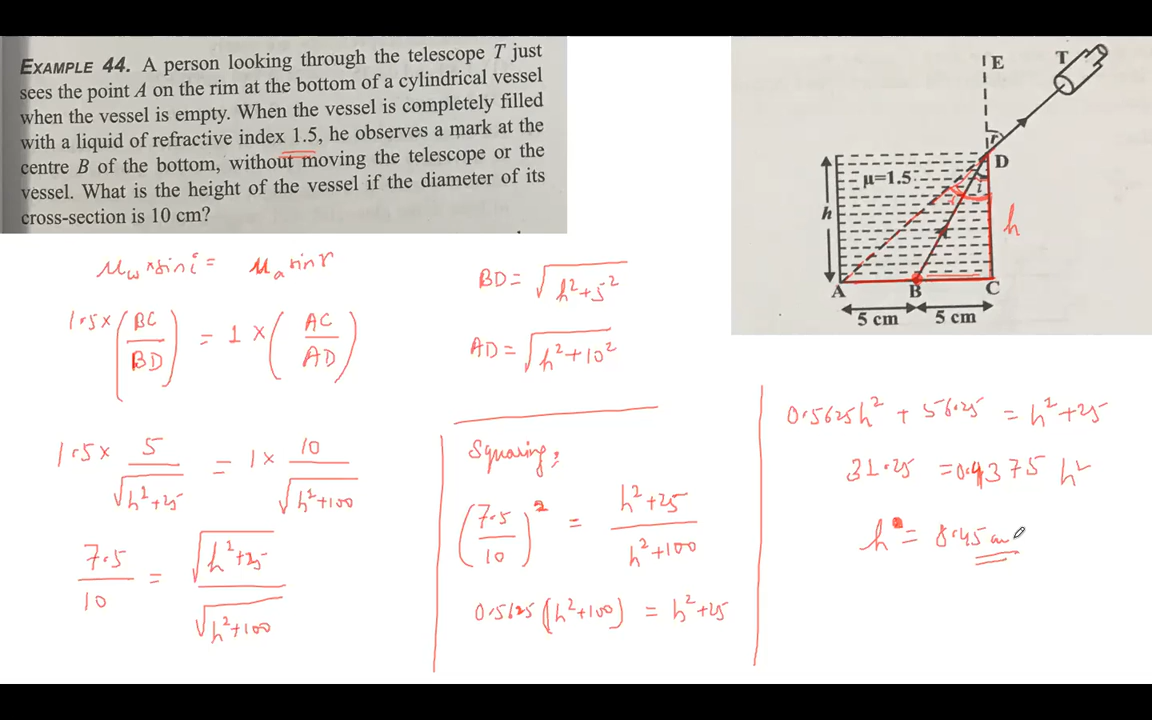 EXAMPLE 44. A person looking through the telescope T just
sees the point A on the rim at the bottom of a cylindrical vessel
when the vessel is empty. When the vessel is completely filled
with a liquid of refractive index 1.5, he observes a mark at the
centre B of the bottom, without moving the telescope or the
vessel. What is the height of the vessel if the diameter of its
cross-section is 10 cm?
E T
r
D
μ=1.5
i
r
h
h
A B C
5 cm 5 cm
μw × sin i = μa sin r
1.5 × (BC/BD) = 1 × (AC/AD)
1.5 × 5/√(h²+25) = 1 × 10/√(h²+100)
7.5/10 = √(h²+25)/√(h²+100)
BD = √(h²+5²)
AD = √(h²+10²)
Squaring;
(7.5/10)² = (h²+25)/(h²+100)
0.5625 (h²+100) = h²+25
0.5625h² + 56.25 = h²+25
31.25 = 0.4375 h²
h = 8.45 cm